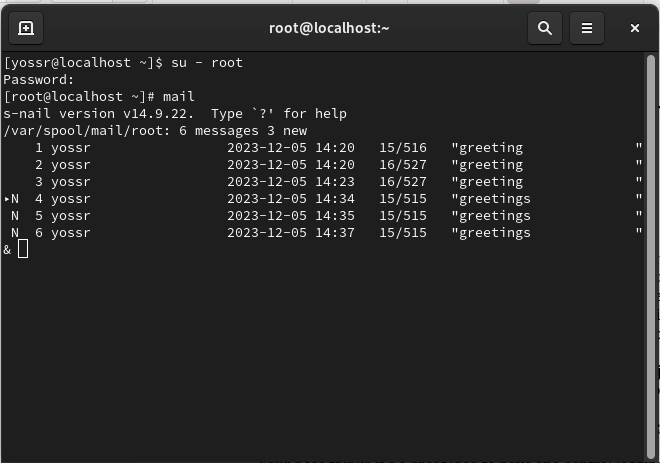 root@localhost:~
[yossr@localhost ~]$ su - root
Password:
[root@localhost ~]# mail
s-nail version v14.9.22.  Type `?' for help
/var/spool/mail/root: 6 messages 3 new
    1 yossr                 2023-12-05 14:20   15/516   "greeting              "
    2 yossr                 2023-12-05 14:20   16/527   "greeting              "
    3 yossr                 2023-12-05 14:23   16/527   "greeting              "
▸N  4 yossr                 2023-12-05 14:34   15/515   "greetings             "
 N  5 yossr                 2023-12-05 14:35   15/515   "greetings             "
 N  6 yossr                 2023-12-05 14:37   15/515   "greetings             "
&